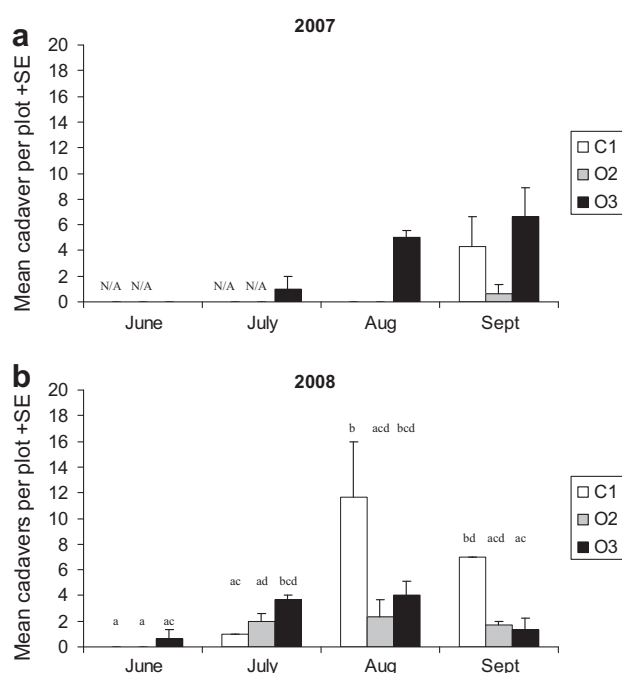 a
2007
Mean cadaver per plot +SE
20
18
16
14
12
10
8
6
4
2
0
N/A N/A
N/A N/A
June July Aug Sept
C1
O2
O3
b
2008
Mean cadavers per plot +SE
20
18
16
14
12
10
8
6
4
2
0
a a ac
ac ad bcd
b acd bcd
bd acd ac
June July Aug Sept
C1
O2
O3